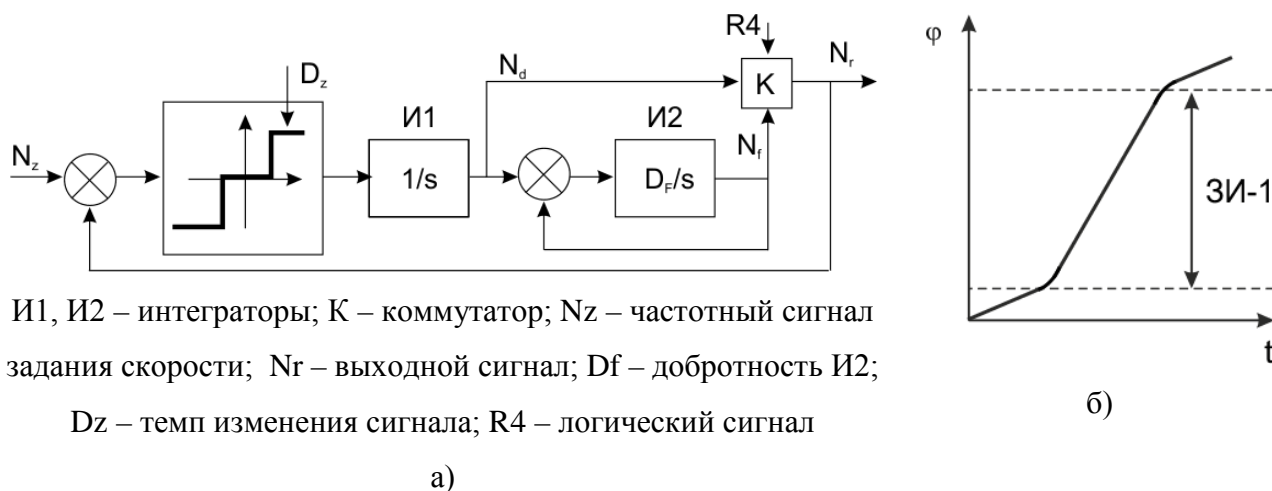 R4
N_r
φ
D_z
N_d
К
И1
И2
N_z
N_f
ЗИ-1
1/s
D_F/s
t
И1, И2 – интеграторы; К – коммутатор; Nz – частотный сигнал
задания скорости;  Nr – выходной сигнал; Df – добротность И2;
Dz – темп изменения сигнала; R4 – логический сигнал
б)
а)